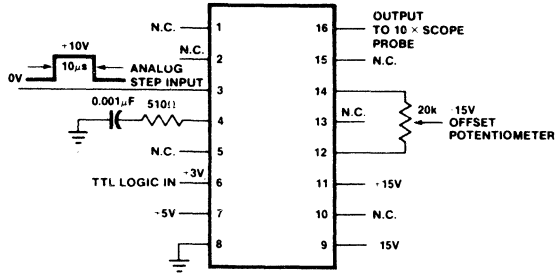 N.C.
1
+10V
10µs
0V
ANALOG
STEP INPUT
N.C.
2
3
0.001µF
510Ω
4
N.C.
5
TTL LOGIC IN
+3V
6
+5V
7
8
16
OUTPUT
TO 10 × SCOPE
PROBE
15
N.C.
14
20k
-15V
OFFSET
POTENTIOMETER
N.C.
13
12
11
+15V
10
N.C.
9
15V